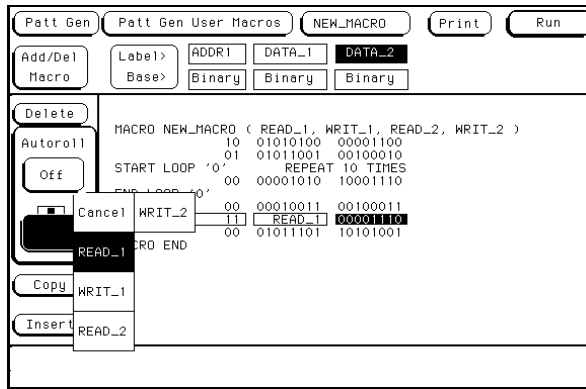 Patt Gen Patt Gen User Macros NEW_MACRO Print Run
Add/Del Macro Label> ADDR1 DATA_1 DATA_2
Base> Binary Binary Binary
Delete
MACRO NEW_MACRO ( READ_1, WRIT_1, READ_2, WRIT_2 )
Autoroll 10 01010100 00001100
01 01011001 00100010
Off START LOOP '0' REPEAT 10 TIMES
00 00001010 10001110
END LOOP '0'
00 00010011 00100011
Cancel WRIT_2 11 READ_1 00001110
00 01011101 10101001
READ_1 CRO END
Copy WRIT_1
Insert READ_2